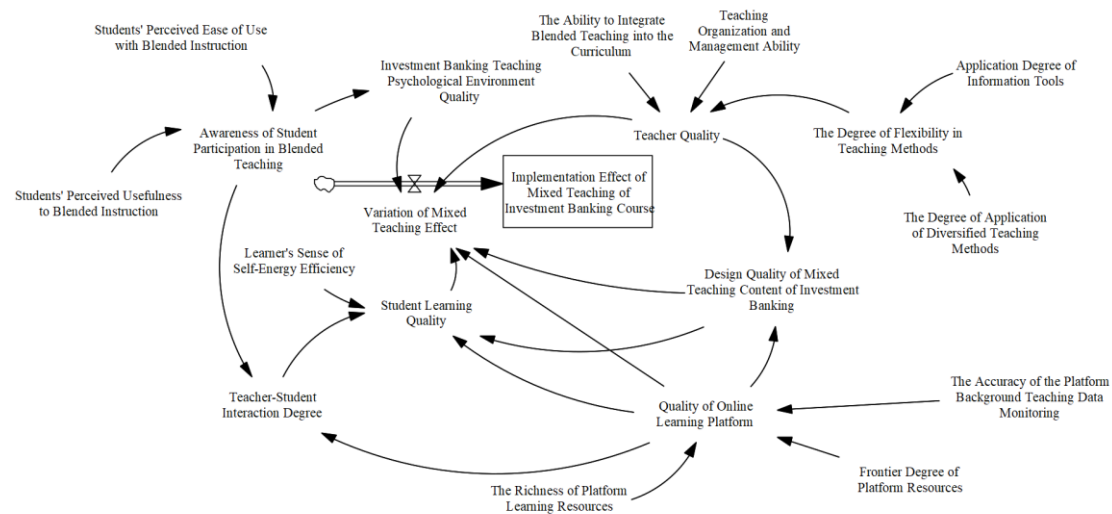 Students' Perceived Ease of Use
with Blended Instruction
The Ability to Integrate
Blended Teaching into the
Curriculum
Teaching
Organization and
Management Ability
Investment Banking Teaching
Psychological Environment
Quality
Application Degree of
Information Tools
Awareness of Student
Participation in Blended
Teaching
Teacher Quality
The Degree of Flexibility in
Teaching Methods
Students' Perceived Usefulness
to Blended Instruction
Implementation Effect of
Mixed Teaching of
Investment Banking Course
Variation of Mixed
Teaching Effect
The Degree of Application
of Diversified Teaching
Methods
Learner's Sense of
Self-Energy Efficiency
Design Quality of Mixed
Teaching Content of Investment
Banking
Student Learning
Quality
Teacher-Student
Interaction Degree
Quality of Online
Learning Platform
The Accuracy of the Platform
Background Teaching Data
Monitoring
Frontier Degree of
Platform Resources
The Richness of Platform
Learning Resources